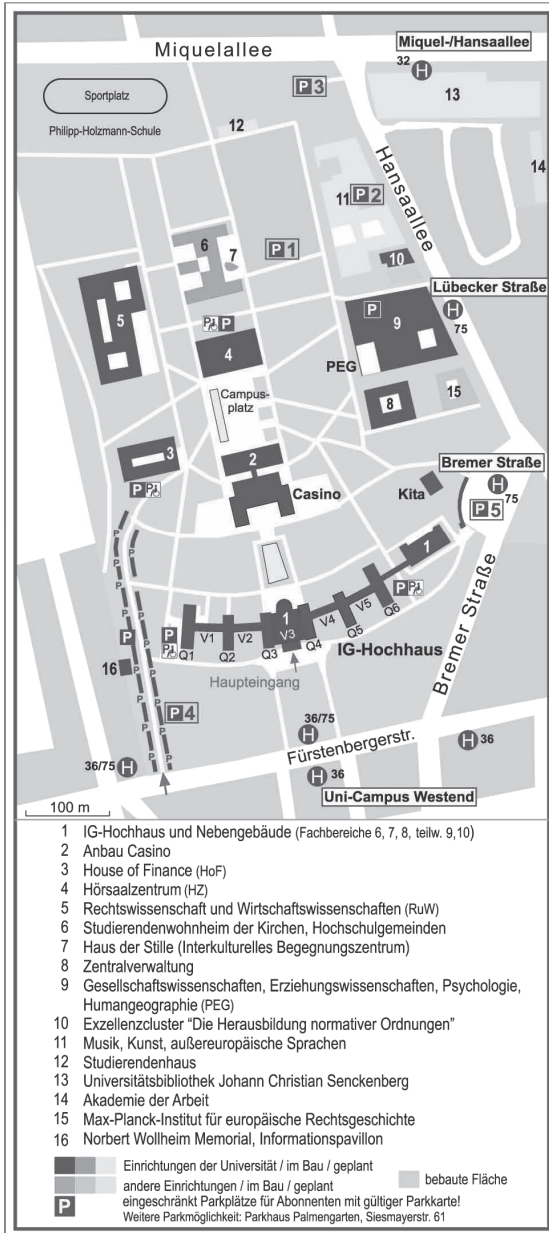 Miquelallee
Miquel-/Hansaallee
32
H
Sportplatz
Philipp-Holzmann-Schule
P 3
13
12
14
Hansaallee
11 P 2
6
7
P 1
10
5
Lübecker Straße
H
75
P
P
9
4
PEG
Campus-
platz
8
15
3
2
Bremer Straße
Casino
Kita
H
75
P 5
P P
1
P
P
Q1
V1
Q2
V2
Q3
1
V3
Q4
V4
Q5
V5
Q6
P P
IG-Hochhaus
Haupteingang
Bremer Straße
P
16
P 4
36/75
H
36/75
H
Fürstenbergerstr.
H 36
H 36
Uni-Campus Westend
100 m
1 IG-Hochhaus und Nebengebäude (Fachbereiche 6, 7, 8, teilw. 9,10)
2 Anbau Casino
3 House of Finance (HoF)
4 Hörsaalzentrum (HZ)
5 Rechtswissenschaft und Wirtschaftswissenschaften (RuW)
6 Studierendenwohnheim der Kirchen, Hochschulgemeinden
7 Haus der Stille (Interkulturelles Begegnungszentrum)
8 Zentralverwaltung
9 Gesellschaftswissenschaften, Erziehungswissenschaften, Psychologie,
Humangeographie (PEG)
10 Exzellenzcluster “Die Herausbildung normativer Ordnungen”
11 Musik, Kunst, außereuropäische Sprachen
12 Studierendenhaus
13 Universitätsbibliothek Johann Christian Senckenberg
14 Akademie der Arbeit
15 Max-Planck-Institut für europäische Rechtsgeschichte
16 Norbert Wollheim Memorial, Informationspavillon
Einrichtungen der Universität / im Bau / geplant
andere Einrichtungen / im Bau / geplant
bebaute Fläche
P eingeschränkt Parkplätze für Abonnenten mit gültiger Parkkarte!
Weitere Parkmöglichkeit: Parkhaus Palmengarten, Siesmayerstr. 61